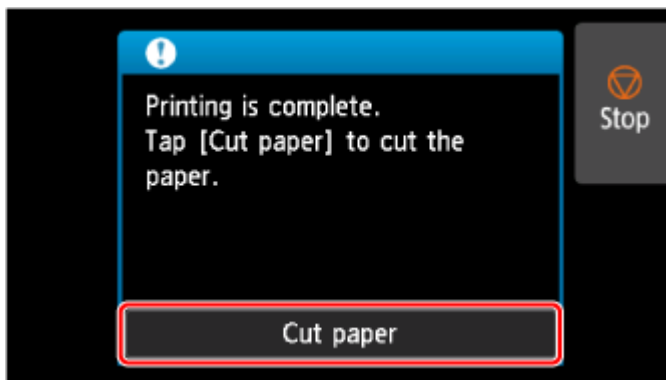 Printing is complete.
Tap [Cut paper] to cut the
paper.
Stop
Cut paper